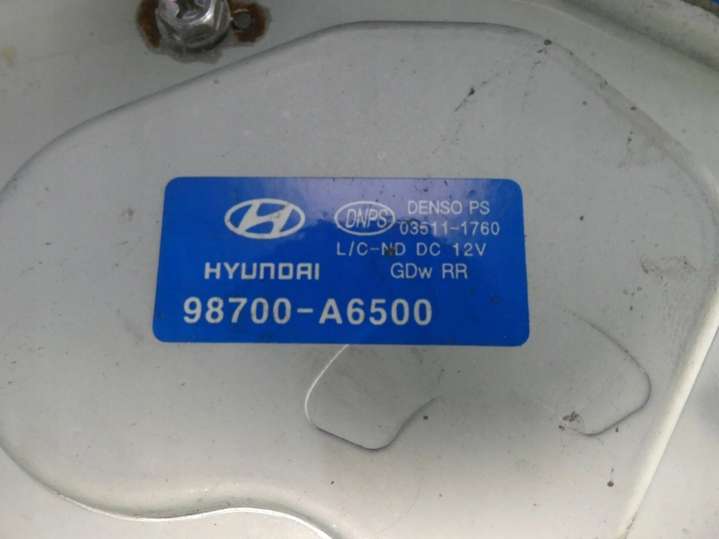 DNPS DENSO PS
03511-1760
L/C-ND DC 12V
HYUNDAI GDw RR
98700-A6500